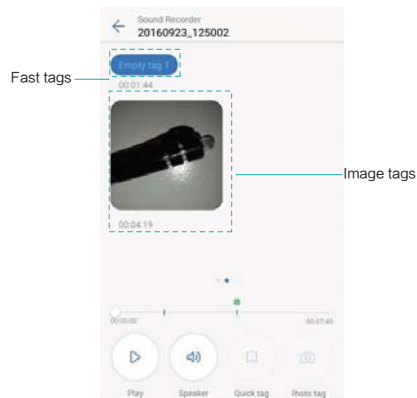 Sound Recorder
20160923_125002
Empty tag 1
Fast tags
00:01:44
Image tags
00:04:19
00:00:00
00:07:40
Play Speaker Quick tag Photo tag